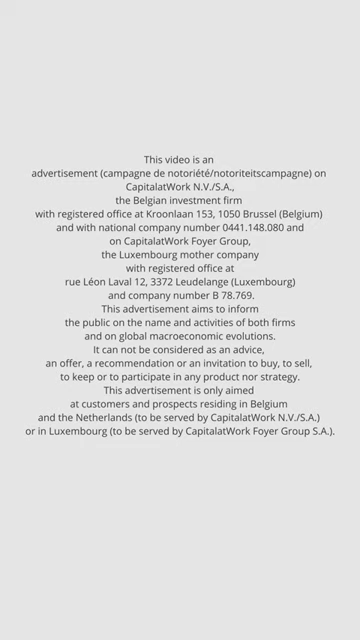 This video is an
advertisement (campagne de notoriété/notoriteitscampagne) on
CapitalatWork N.V./S.A.,
the Belgian investment firm
with registered office at Kroonlaan 153, 1050 Brussel (Belgium)
and with national company number 0441.148.080 and
on CapitalatWork Foyer Group,
the Luxembourg mother company
with registered office at
rue Léon Laval 12, 3372 Leudelange (Luxembourg)
and company number B 78.769.
This advertisement aims to inform
the public on the name and activities of both firms
and on global macroeconomic evolutions.
It can not be considered as an advice,
an offer, a recommendation or an invitation to buy, to sell,
to keep or to participate in any product nor strategy.
This advertisement is only aimed
at customers and prospects residing in Belgium
and the Netherlands (to be served by CapitalatWork N.V./S.A.)
or in Luxembourg (to be served by CapitalatWork Foyer Group S.A.).